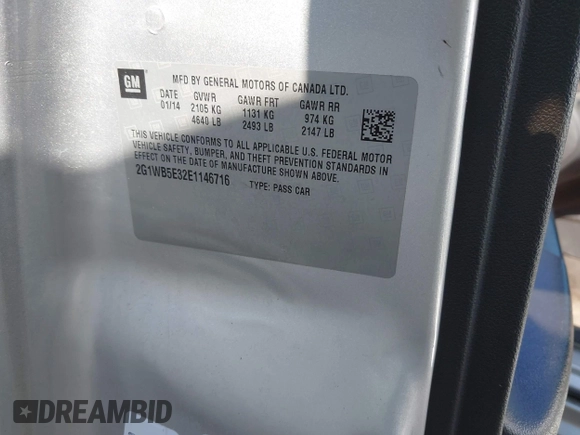 GM
MFD BY GENERAL MOTORS OF CANADA LTD.
DATE GVWR GAWR FRT GAWR RR
01/14 2105 KG 1131 KG 974 KG
4640 LB 2493 LB 2147 LB
THIS VEHICLE CONFORMS TO ALL APPLICABLE U.S. FEDERAL MOTOR
VEHICLE SAFETY, BUMPER, AND THEFT PREVENTION STANDARDS IN
EFFECT ON THE DATE OF MANUFACTURE SHOWN ABOVE.
2G1WB5E32E1146716 TYPE: PASS CAR
DREAMBID